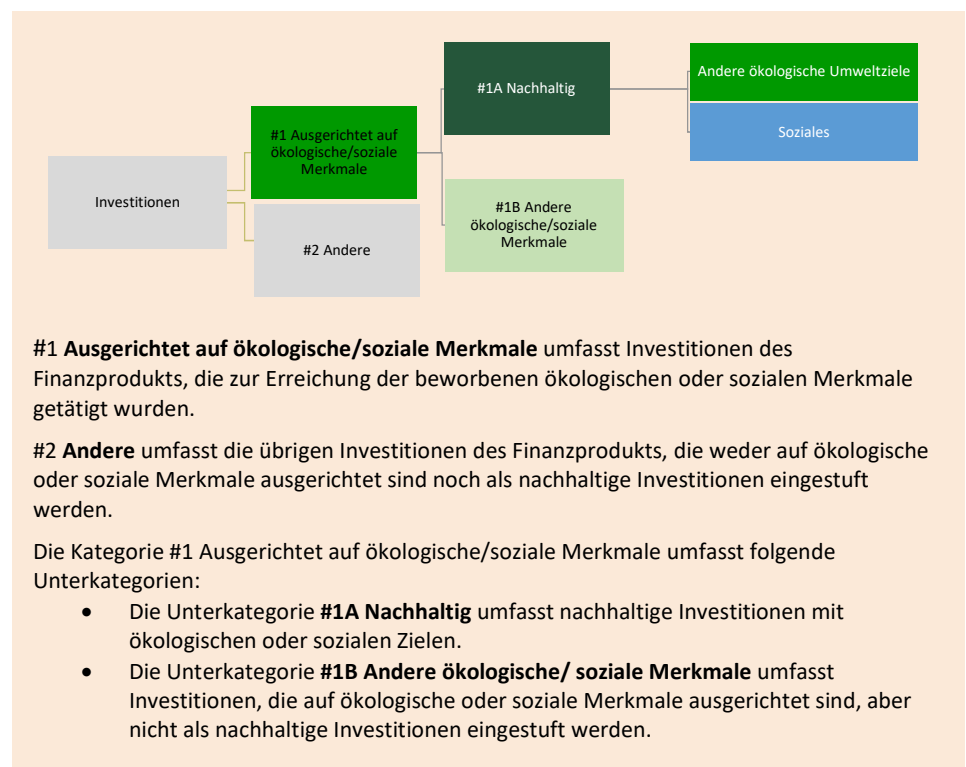 Investitionen
#1 Ausgerichtet auf
ökologische/soziale
Merkmale
#2 Andere
#1A Nachhaltig
#1B Andere
ökologische/soziale
Merkmale
Andere ökologische Umweltziele
Soziales
#1 Ausgerichtet auf ökologische/soziale Merkmale umfasst Investitionen des
Finanzprodukts, die zur Erreichung der beworbenen ökologischen oder sozialen Merkmale
getätigt wurden.
#2 Andere umfasst die übrigen Investitionen des Finanzprodukts, die weder auf ökologische
oder soziale Merkmale ausgerichtet sind noch als nachhaltige Investitionen eingestuft
werden.
Die Kategorie #1 Ausgerichtet auf ökologische/soziale Merkmale umfasst folgende
Unterkategorien:
• Die Unterkategorie #1A Nachhaltig umfasst nachhaltige Investitionen mit
ökologischen oder sozialen Zielen.
• Die Unterkategorie #1B Andere ökologische/ soziale Merkmale umfasst
Investitionen, die auf ökologische oder soziale Merkmale ausgerichtet sind, aber
nicht als nachhaltige Investitionen eingestuft werden.